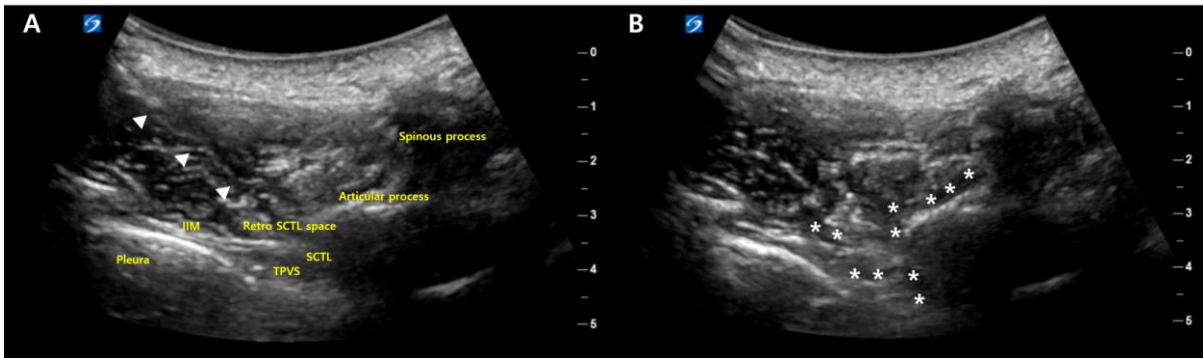 A
B
0
1
Spinous process
2
Articular process
3
IIM
Retro SCTL space
Pleura
SCTL
TPVS
4
5
0
1
2
*
*
*
*
3
*
*
*
*
*
*
4
*
5